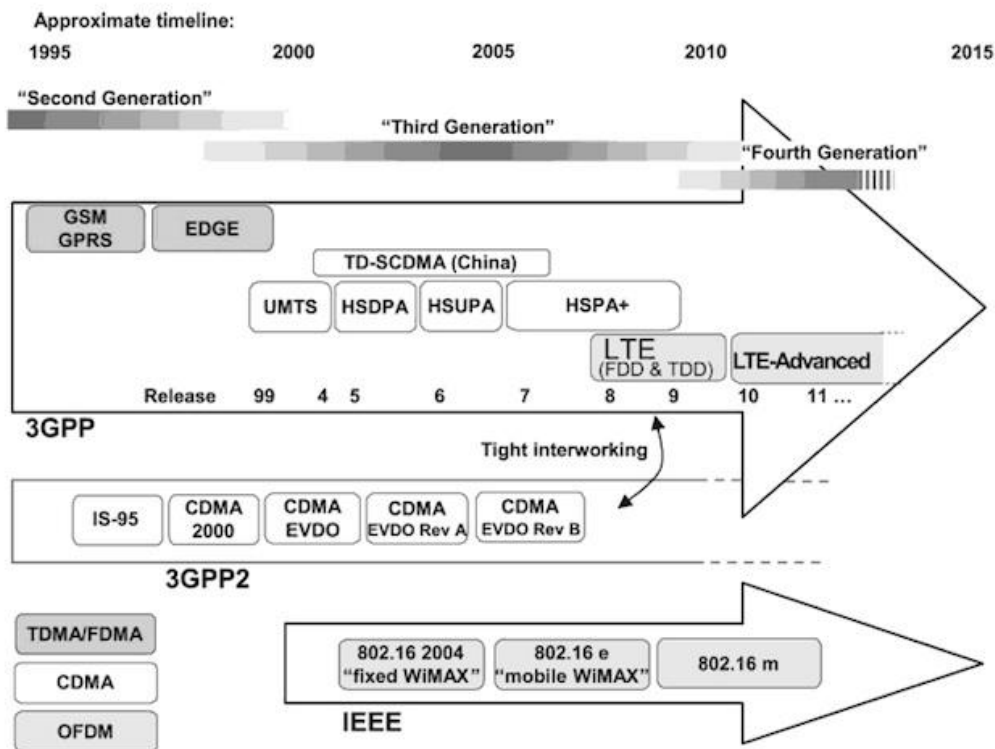 Approximate timeline:
1995 2000 2005 2010 2015
“Second Generation”
“Third Generation”
“Fourth Generation”
GSM
GPRS
EDGE
TD-SCDMA (China)
UMTS HSDPA HSUPA HSPA+
LTE
(FDD & TDD)
LTE-Advanced
Release 99 4 5 6 7 8 9 10 11 ...
3GPP
Tight interworking
IS-95
CDMA
2000
CDMA
EVDO
CDMA
EVDO Rev A
CDMA
EVDO Rev B
3GPP2
TDMA/FDMA
CDMA
OFDM
802.16 2004
“fixed WiMAX”
802.16 e
“mobile WiMAX”
802.16 m
IEEE